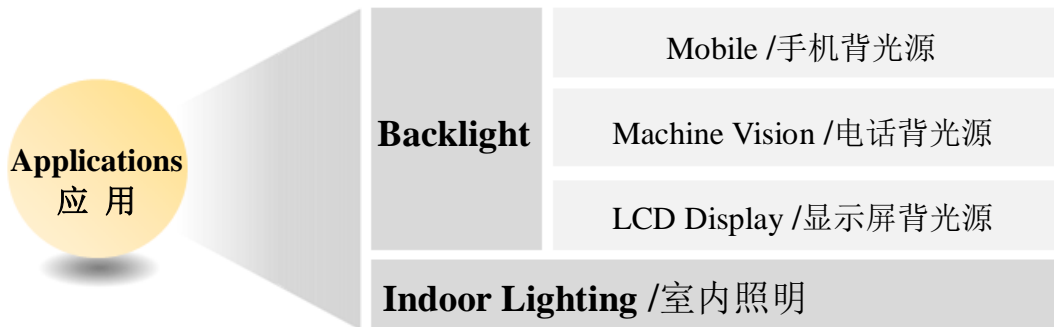 Applications
应 用
Backlight
Mobile /手机背光源
Machine Vision /电话背光源
LCD Display /显示屏背光源
Indoor Lighting /室内照明